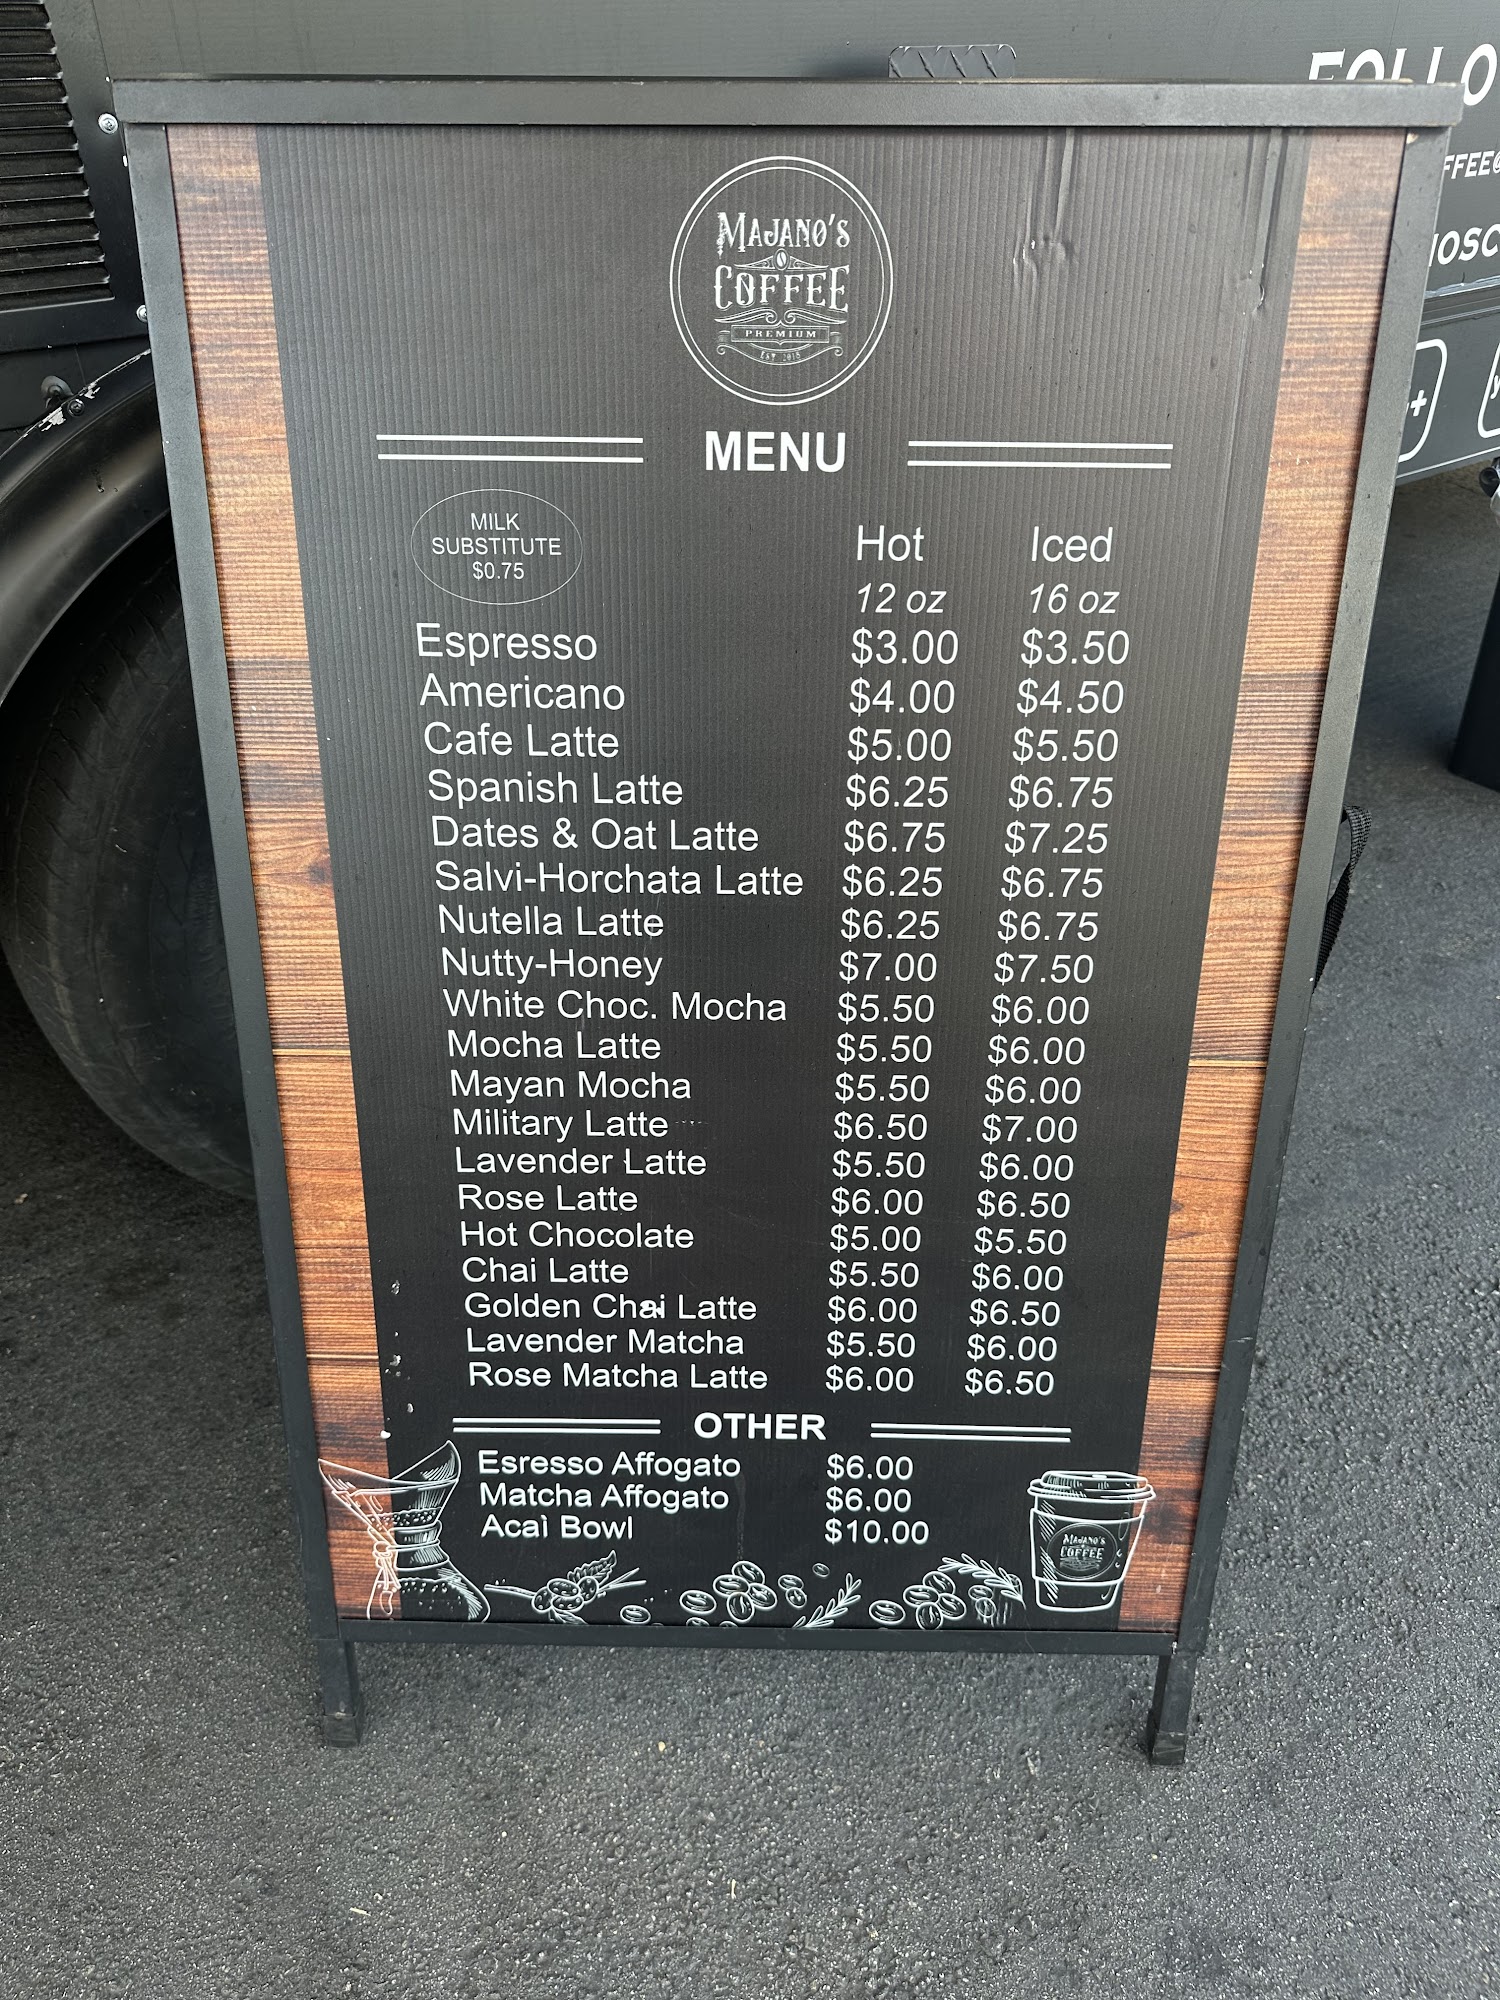 FOLLO
FFEE@
MAJANO'S
COFFEE
PREMIUM
EST 2018
MENU
MILK
SUBSTITUTE
$0.75
Hot Iced
12 oz 16 oz
Espresso $3.00 $3.50
Americano $4.00 $4.50
Cafe Latte $5.00 $5.50
Spanish Latte $6.25 $6.75
Dates & Oat Latte $6.75 $7.25
Salvi-Horchata Latte $6.25 $6.75
Nutella Latte $6.25 $6.75
Nutty-Honey $7.00 $7.50
White Choc. Mocha $5.50 $6.00
Mocha Latte $5.50 $6.00
Mayan Mocha $5.50 $6.00
Military Latte $6.50 $7.00
Lavender Latte $5.50 $6.00
Rose Latte $6.00 $6.50
Hot Chocolate $5.00 $5.50
Chai Latte $5.50 $6.00
Golden Chai Latte $6.00 $6.50
Lavender Matcha $5.50 $6.00
Rose Matcha Latte $6.00 $6.50
OTHER
Esresso Affogato $6.00
Matcha Affogato $6.00
Acaì Bowl $10.00
MAJANO'S
COFFEE